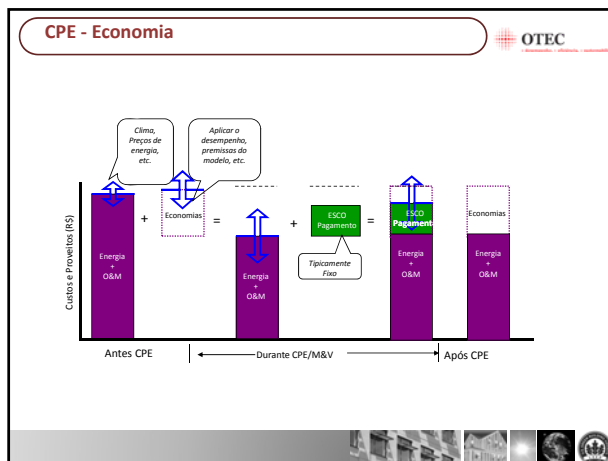 CPE - Economia
OTEC
Clima,
Preços de
energia,
etc.
Aplicar o
desempenho,
premissas do
modelo, etc.
Custos e Proveitos (R$)
Energia
+
O&M
+
Economias
=
Energia
+
O&M
+
ESCO
Pagamento
Tipicamente
Fixo
=
ESCO
Pagament
Energia
+
O&M
Economias
Energia
+
O&M
Antes CPE
Durante CPE/M&V
Após CPE